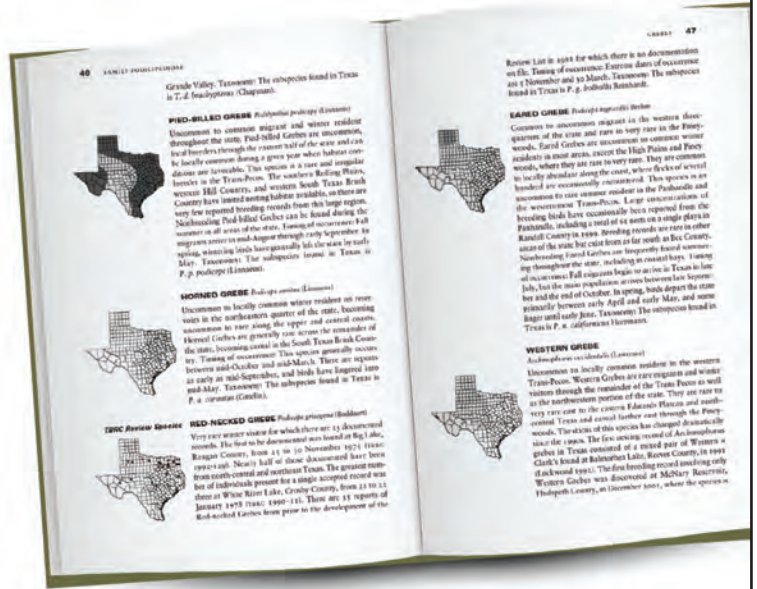 46 FAMILY PODICIPEDIDAE
Grande Valley. Taxonomy: The subspecies found in Texas
is T. d. brachypterus (Chapman).
PIED-BILLED GREBE Podilymbus podiceps (Linnaeus)
Uncommon to common migrant and winter resident
throughout the state. Pied-billed Grebes are uncommon,
local breeders through the eastern half of the state and can
be locally common during a given year when habitat con-
ditions are favorable. This species is a rare and irregular
breeder in the Trans-Pecos. The southern Rolling Plains,
western Hill Country, and western South Texas Brush
Country have limited nesting habitat available, so there are
very few reported breeding records from this large region.
Nonbreeding Pied-billed Grebes can be found during the
summer in all areas of the state. Timing of occurrence: Fall
migrants arrive in mid-August through early September. In
spring, wintering birds have generally left the state by early
May. Taxonomy: The subspecies found in Texas is
P. p. podiceps (Linnaeus).
HORNED GREBE Podiceps auritus (Linnaeus)
Uncommon to locally common winter resident on reser-
voirs in the northeastern quarter of the state, becoming
uncommon to rare along the upper and central coasts.
Horned Grebes are generally rare across the remainder of
the state, becoming casual in the South Texas Brush Coun-
try. Timing of occurrence: This species generally occurs
between mid-October and mid-March. There are reports
as early as mid-September, and birds have lingered into
mid-May. Taxonomy: The subspecies found in Texas is
P. a. cornutus (Gmelin).
TBRC Review Species
RED-NECKED GREBE Podiceps grisegena (Boddaert)
Very rare winter visitor for which there are 23 documented
records. The first to be documented was found at Big Lake,
Reagan County, from 25 to 30 November 1975
Nearly half of those documented have been
from north-central and northeast Texas. The greatest num-
ber of individuals present for a single accepted record was
three at White River Lake, Crosby County, from 21 to 22
January 1978 There are 35 reports of
Red-necked Grebes from prior to the development of the
GREBES 47
Review List in 1988 for which there is no documentation
on file. Timing of occurrence: Extreme dates of occurrence
are 5 November and 30 March. Taxonomy: The subspecies
found in Texas is P. g. holbollii Reinhardt.
EARED GREBE Podiceps nigricollis Brehm
Common to uncommon migrant in the western three-
quarters of the state and rare to very rare in the Piney-
woods. Eared Grebes are uncommon to common winter
residents in most areas, except the High Plains and Piney-
woods, where they are rare to very rare. They are common
to locally abundant along the coast, where flocks of several
hundred are occasionally encountered. This species is an
uncommon to rare summer resident in the Panhandle and
the westernmost Trans-Pecos. Large concentrations of
breeding birds have occasionally been reported from the
Panhandle, including a total of 61 nests on a single playa in
Randall County in 1999. Breeding records are rare in other
areas of the state but exist from as far south as Bee County.
Nonbreeding Eared Grebes are frequently found summer-
ing throughout the state, including in coastal bays. Timing
of occurrence: Fall migrants begin to arrive in Texas in late
July, but the main population arrives between late Septem-
ber and the end of October. In spring, birds depart the state
primarily between early April and early May, and some
linger until early June. Taxonomy: The subspecies found in
Texas is P. n. californicus Heermann.
WESTERN GREBE
Aechmophorus occidentalis (Lawrence)
Uncommon to locally common resident in the western
Trans-Pecos. Western Grebes are rare migrants and winter
visitors through the remainder of the Trans-Pecos as well
as the northwestern portion of the state. They are rare to
very rare east to the eastern Edwards Plateau and north-
central Texas and casual farther east through the Piney-
woods. The status of this species has changed dramatically
since the 1990s. The first nesting record of Aechmophorus
grebes in Texas consisted of a mixed pair of Western x
Clark's found at Balmorhea Lake, Reeves County, in 1991
(Lockwood 1992). The first breeding record involving only
Western Grebes was discovered at McNary Reservoir,
Hudspeth County, in December 2001, where the species is